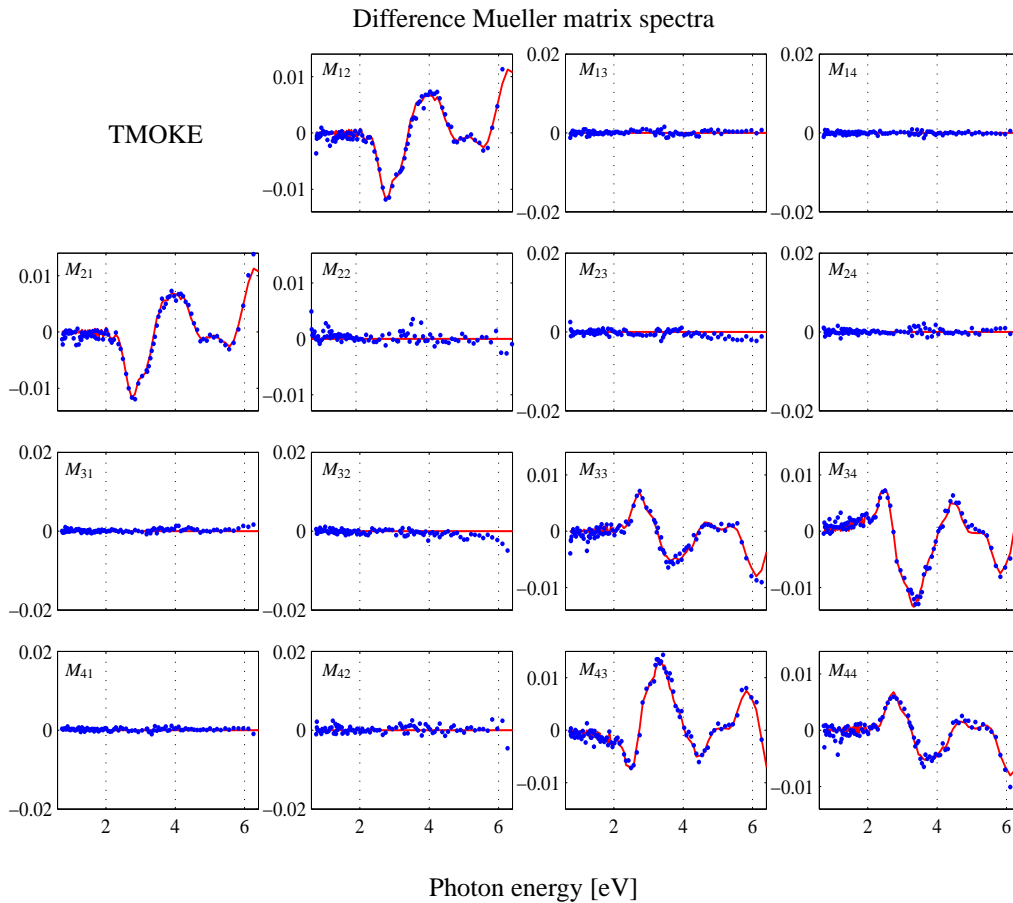 Difference Mueller matrix spectra
TMOKE
0.01
0
−0.01
M12
0.02
0
−0.02
M13
0.02
0
−0.02
M14
0.01
0
−0.01
M21
0.01
0
−0.01
M22
0.02
0
−0.02
M23
0.02
0
−0.02
M24
0.02
0
−0.02
M31
0.02
0
−0.02
M32
0.01
0
−0.01
M33
0.01
0
−0.01
M34
0.02
0
−0.02
M41
0.02
0
−0.02
M42
0.01
0
−0.01
M43
0.01
0
−0.01
M44
2 4 6 2 4 6 2 4 6 2 4 6
Photon energy [eV]